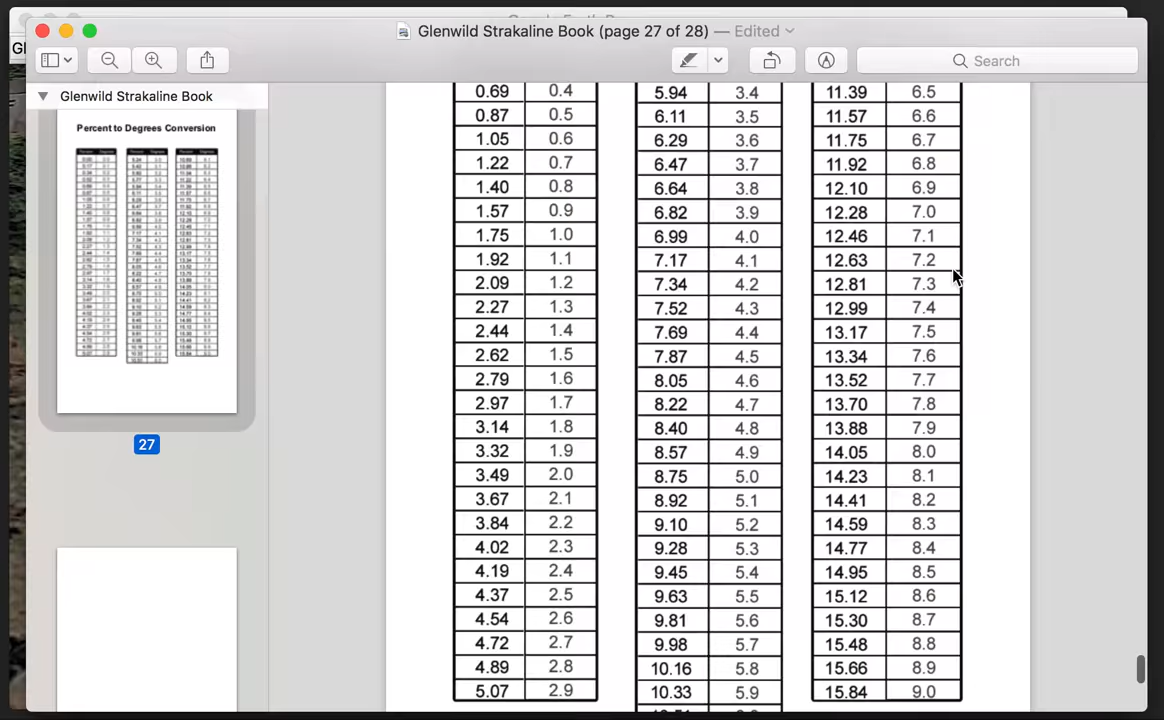 Glenwild Strakaline Book (page 27 of 28) — Edited
Search
Glenwild Strakaline Book
Percent to Degrees Conversion
27
0.69 0.4 5.94 3.4 11.39 6.5
0.87 0.5 6.11 3.5 11.57 6.6
1.05 0.6 6.29 3.6 11.75 6.7
1.22 0.7 6.47 3.7 11.92 6.8
1.40 0.8 6.64 3.8 12.10 6.9
1.57 0.9 6.82 3.9 12.28 7.0
1.75 1.0 6.99 4.0 12.46 7.1
1.92 1.1 7.17 4.1 12.63 7.2
2.09 1.2 7.34 4.2 12.81 7.3
2.27 1.3 7.52 4.3 12.99 7.4
2.44 1.4 7.69 4.4 13.17 7.5
2.62 1.5 7.87 4.5 13.34 7.6
2.79 1.6 8.05 4.6 13.52 7.7
2.97 1.7 8.22 4.7 13.70 7.8
3.14 1.8 8.40 4.8 13.88 7.9
3.32 1.9 8.57 4.9 14.05 8.0
3.49 2.0 8.75 5.0 14.23 8.1
3.67 2.1 8.92 5.1 14.41 8.2
3.84 2.2 9.10 5.2 14.59 8.3
4.02 2.3 9.28 5.3 14.77 8.4
4.19 2.4 9.45 5.4 14.95 8.5
4.37 2.5 9.63 5.5 15.12 8.6
4.54 2.6 9.81 5.6 15.30 8.7
4.72 2.7 9.98 5.7 15.48 8.8
4.89 2.8 10.16 5.8 15.66 8.9
5.07 2.9 10.33 5.9 15.84 9.0